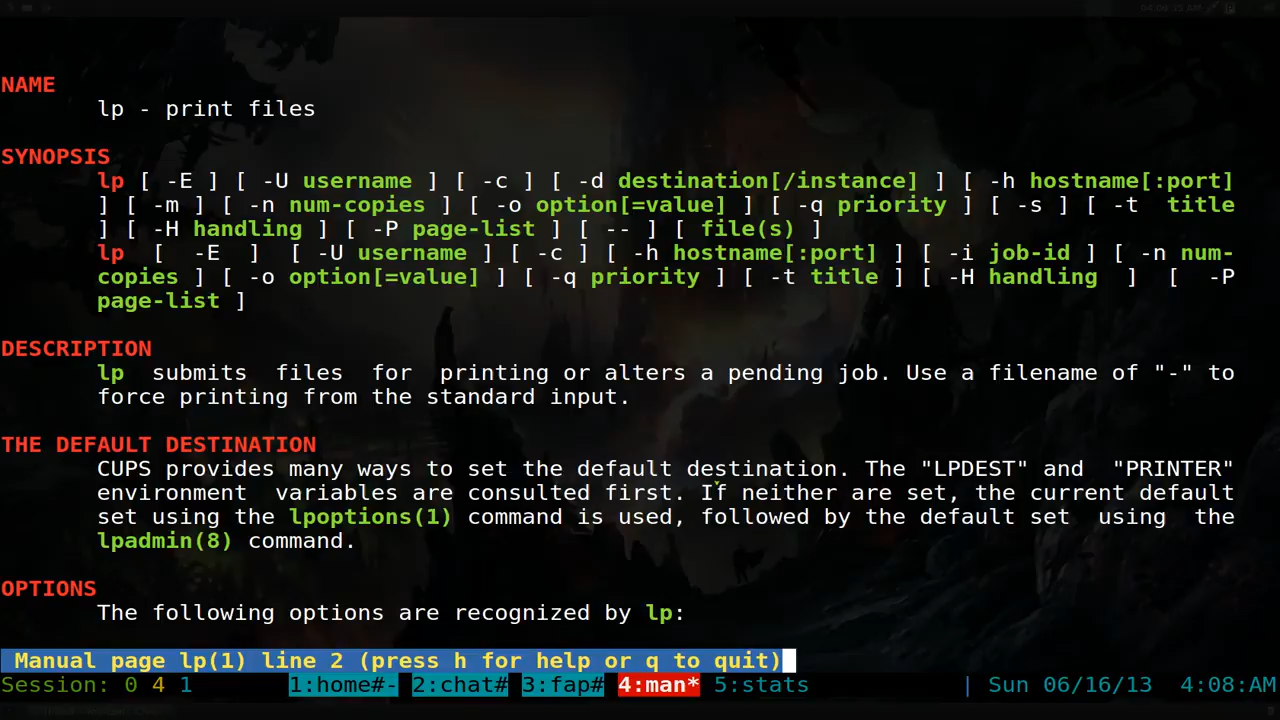 NAME
lp - print files
SYNOPSIS
lp [ -E ] [ -U username ] [ -c ] [ -d destination[/instance] ] [ -h hostname[:port]
] [ -m ] [ -n num-copies ] [ -o option[=value] ] [ -q priority ] [ -s ] [ -t  title
] [ -H handling ] [ -P page-list ] [ -- ] [ file(s) ]
lp  [  -E  ]  [ -U username ] [ -c ] [ -h hostname[:port] ] [ -i job-id ] [ -n num-
copies ] [ -o option[=value] ] [ -q priority ] [ -t title ] [ -H handling  ]  [  -P
page-list ]
DESCRIPTION
lp  submits  files  for  printing or alters a pending job. Use a filename of "-" to
force printing from the standard input.
THE DEFAULT DESTINATION
CUPS provides many ways to set the default destination. The "LPDEST" and  "PRINTER"
environment  variables are consulted first. If neither are set, the current default
set using the lpoptions(1) command is used, followed by the default set  using  the
lpadmin(8) command.
OPTIONS
The following options are recognized by lp:
Manual page lp(1) line 2 (press h for help or q to quit)
Session: 0 4 1 1:home#- 2:chat# 3:fap# 4:man* 5:stats | Sun 06/16/13  4:08:AM